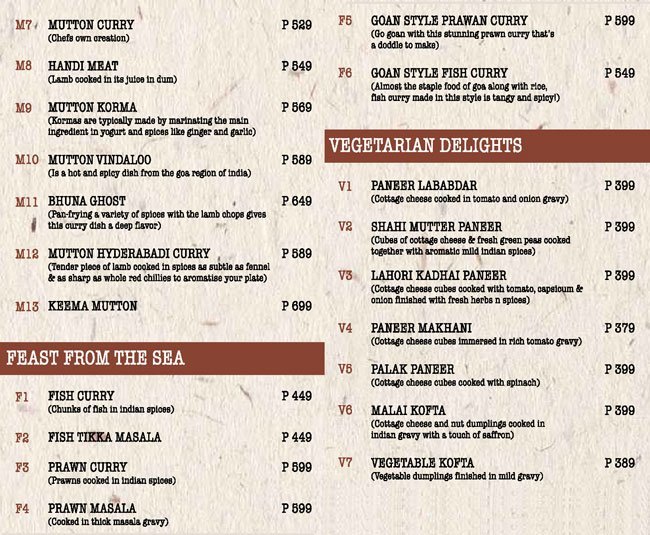 M7 MUTTON CURRY P 529
(Chefs own creation)
M8 HANDI MEAT P 549
(Lamb cooked in its juice in dum)
M9 MUTTON KORMA P 569
(Kormas are typically made by marinating the main
ingredient in yogurt and spices like ginger and garlic)
M10 MUTTON VINDALOO P 589
(Is a hot and spicy dish from the goa region of india)
M11 BHUNA GHOST P 649
(Pan-frying a variety of spices with the lamb chops gives
this curry dish a deep flavor)
M12 MUTTON HYDERABADI CURRY P 589
(Tender piece of lamb cooked in spices as subtle as fennel
& as sharp as whole red chillies to aromatise your plate)
M13 KEEMA MUTTON P 699
FEAST FROM THE SEA
F1 FISH CURRY P 449
(Chunks of fish in indian spices)
F2 FISH TIKKA MASALA P 449
F3 PRAWN CURRY P 599
(Prawns cooked in indian spices)
F4 PRAWN MASALA P 599
(Cooked in thick masala gravy)
F5 GOAN STYLE PRAWAN CURRY P 599
(Go goan with this stunning prawn curry that's
a doddle to make)
F6 GOAN STYLE FISH CURRY P 549
(Almost the staple food of goa along with rice,
fish curry made in this style is tangy and spicy!)
VEGETARIAN DELIGHTS
V1 PANEER LABABDAR P 399
(Cottage cheese cooked in tomato and onion gravy)
V2 SHAHI MUTTER PANEER P 399
(Cubes of cottage cheese & fresh green peas cooked
together with aromatic mild indian spices)
V3 LAHORI KADHAI PANEER P 399
(Cottage cheese cubes cooked with tomato, capsicum &
onion finished with fresh herbs n spices)
V4 PANEER MAKHANI P 379
(Cottage cheese cubes immersed in rich tomato gravy)
V5 PALAK PANEER P 399
(Cottage cheese cubes cooked with spinach)
V6 MALAI KOFTA P 399
(Cottage cheese and nut dumplings cooked in
indian gravy with a touch of saffron)
V7 VEGETABLE KOFTA P 389
(Vegetable dumplings finished in mild gravy)